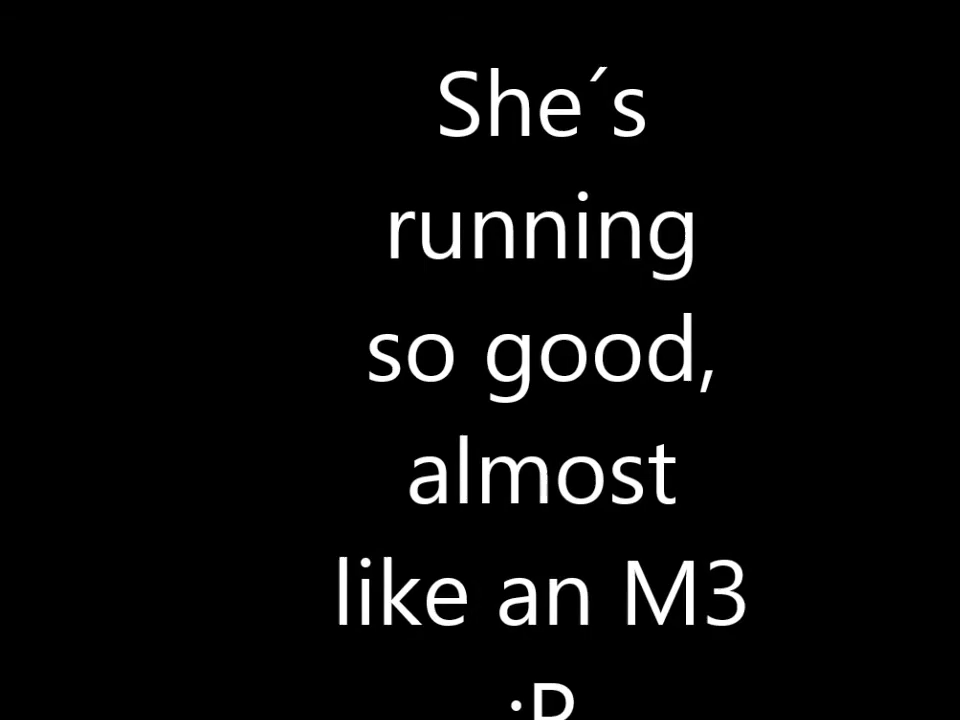 She´s
running
so good,
almost
like an M3
:P